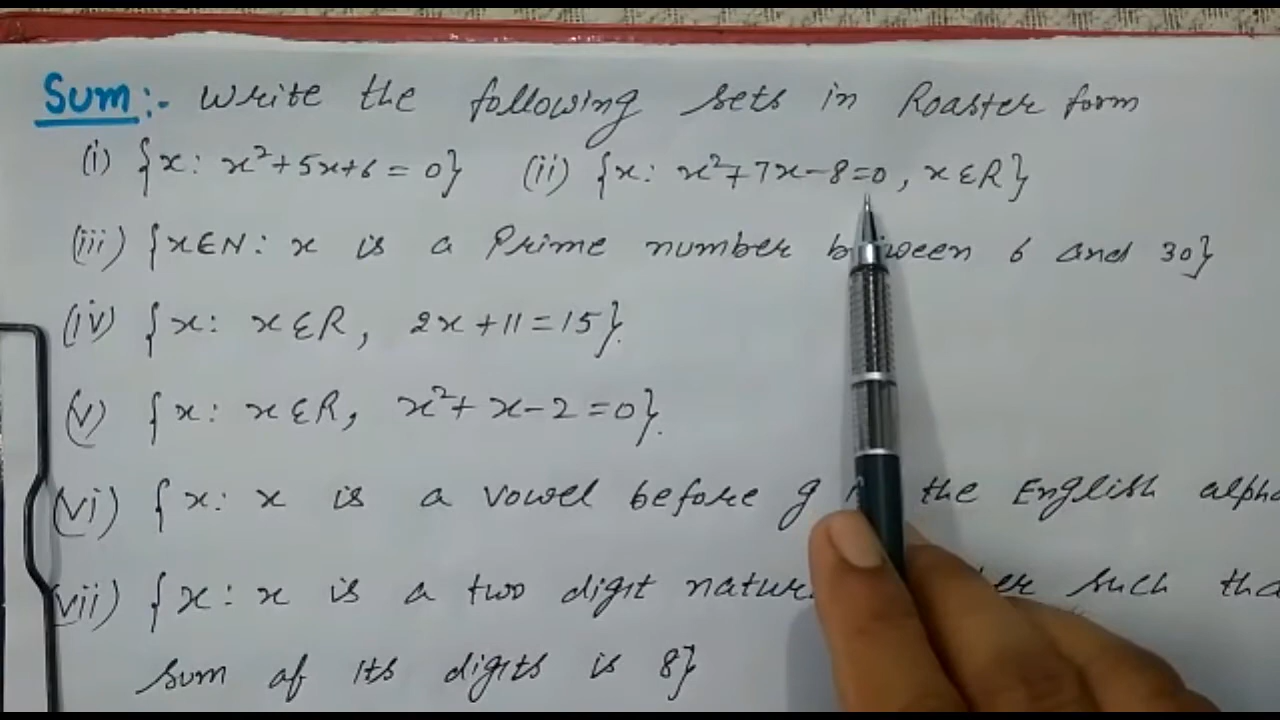 Sum:- Write the following sets in Roaster form
(i) {x: x²+5x+6=0} (ii) {x: x²+7x-8=0, x∈R}
(iii) {x∈N: x is a Prime number between 6 and 30}
(iv) {x: x∈R, 2x+11=15}.
(v) {x: x∈R, x²+x-2=0}.
(vi) {x: x is a vowel before g the English alpha
(vii) {x: x is a two digit natur such tha
sum of its digits is 8}